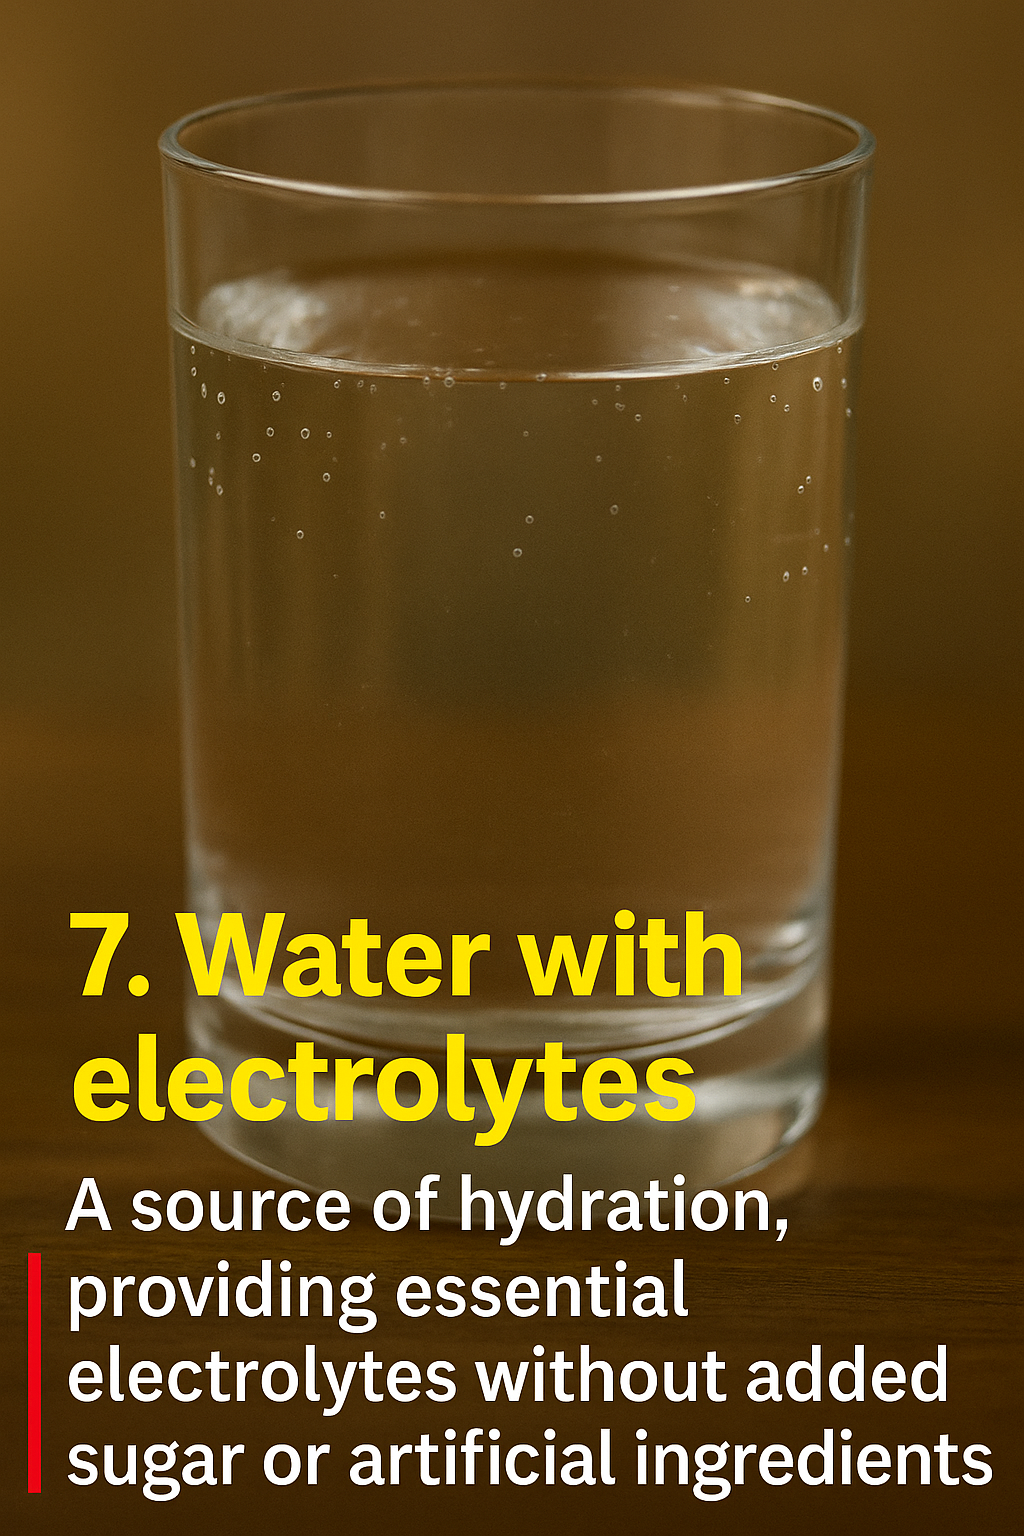 7. Water with
electrolytes
A source of hydration,
providing essential
electrolytes without added
sugar or artificial ingredients